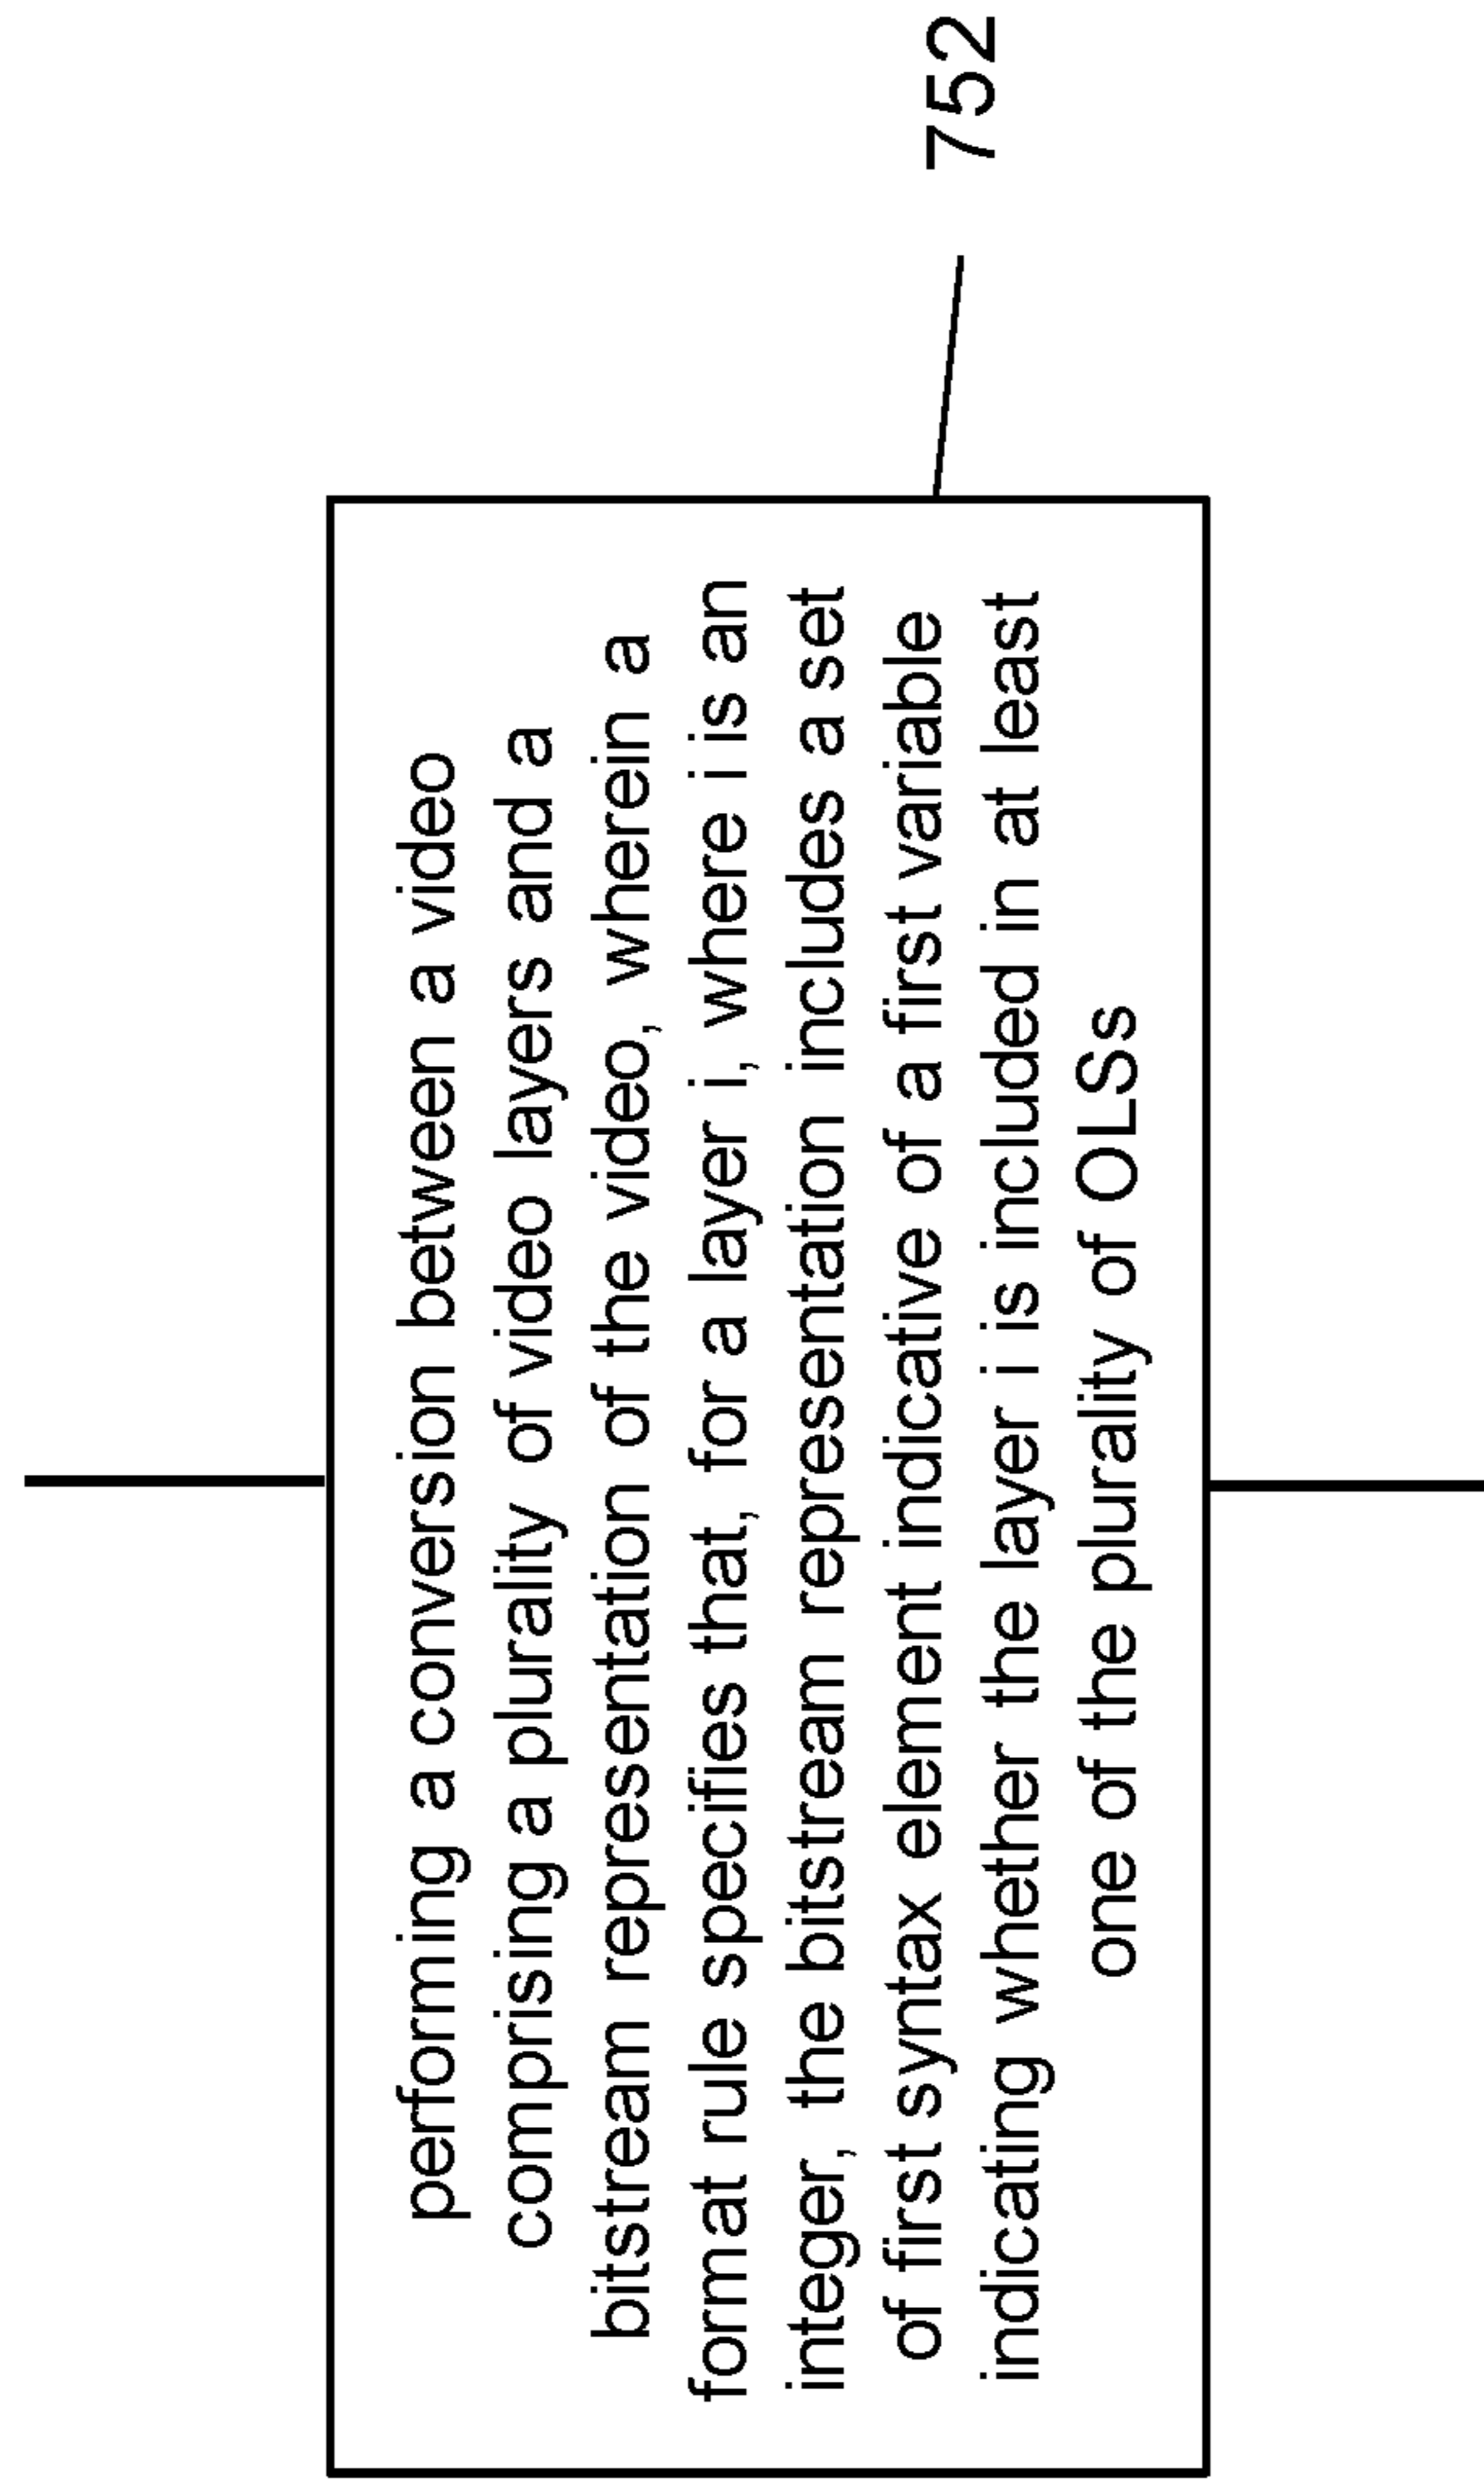 performing a conversion between a video
comprising a plurality of video layers and a
bitstream representation of the video, wherein a
format rule specifies that, for a layer i, where i is an
integer, the bitstream representation includes a set
of first syntax element indicative of a first variable
indicating whether the layer i is included in at least
one of the plurality of OLSs
752